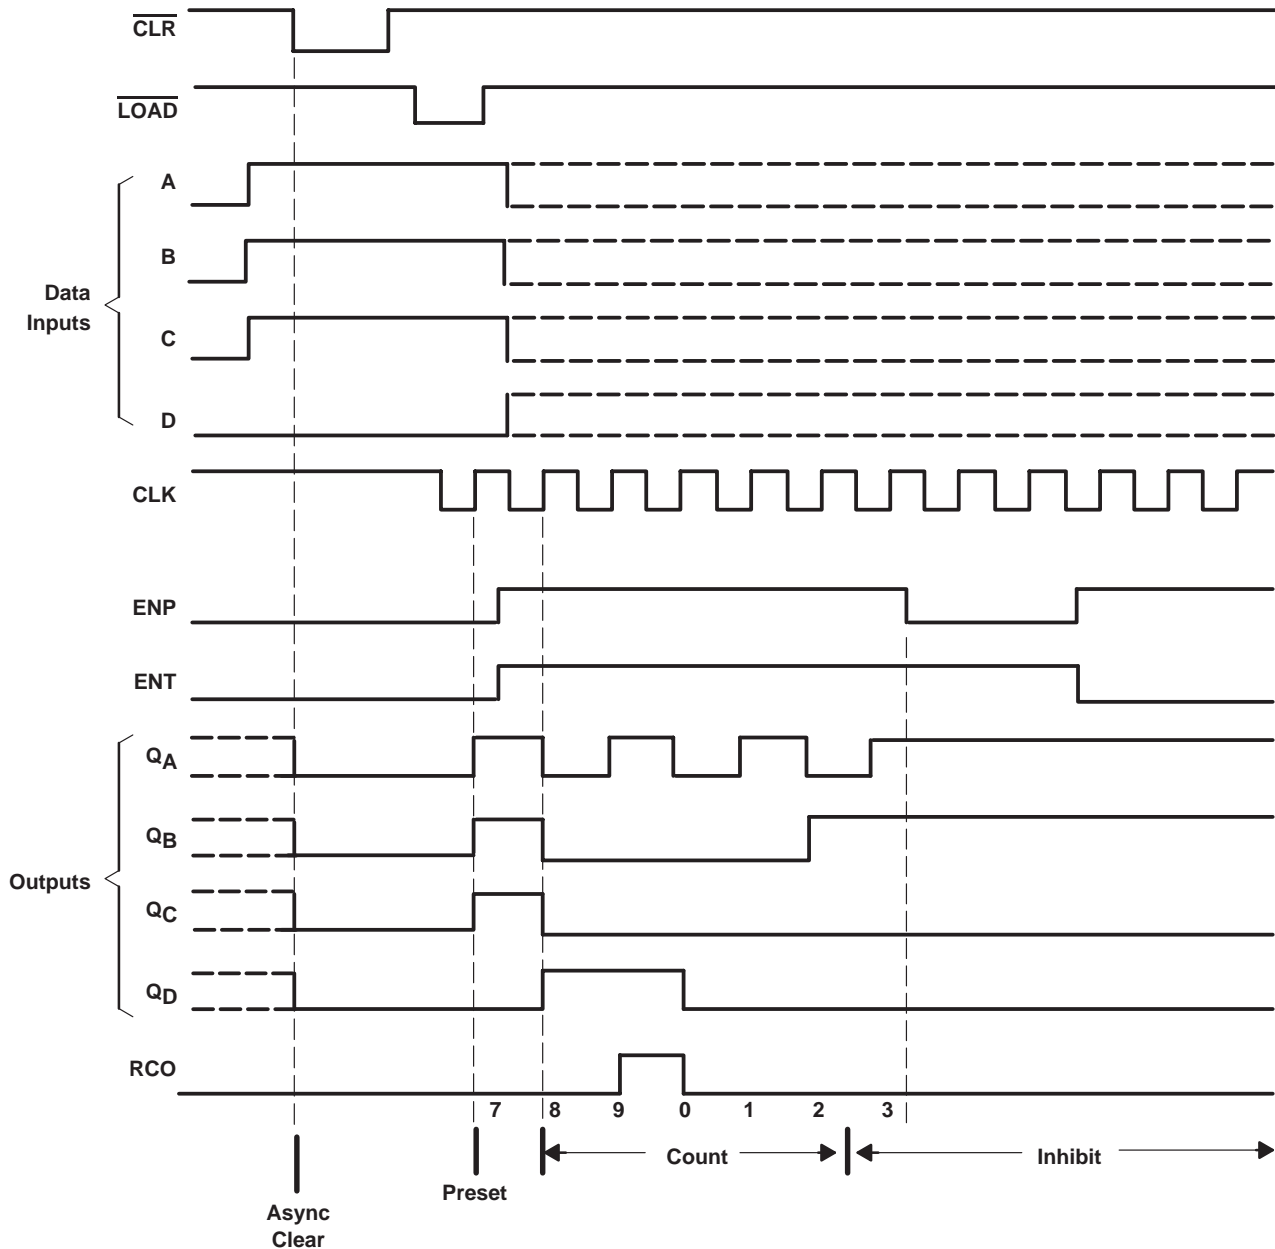 CLR
LOAD
A
B
Data
Inputs
C
D
CLK
ENP
ENT
QA
QB
Outputs
QC
QD
RCO
7 8 9 0 1 2 3
Count Inhibit
Preset
Async
Clear